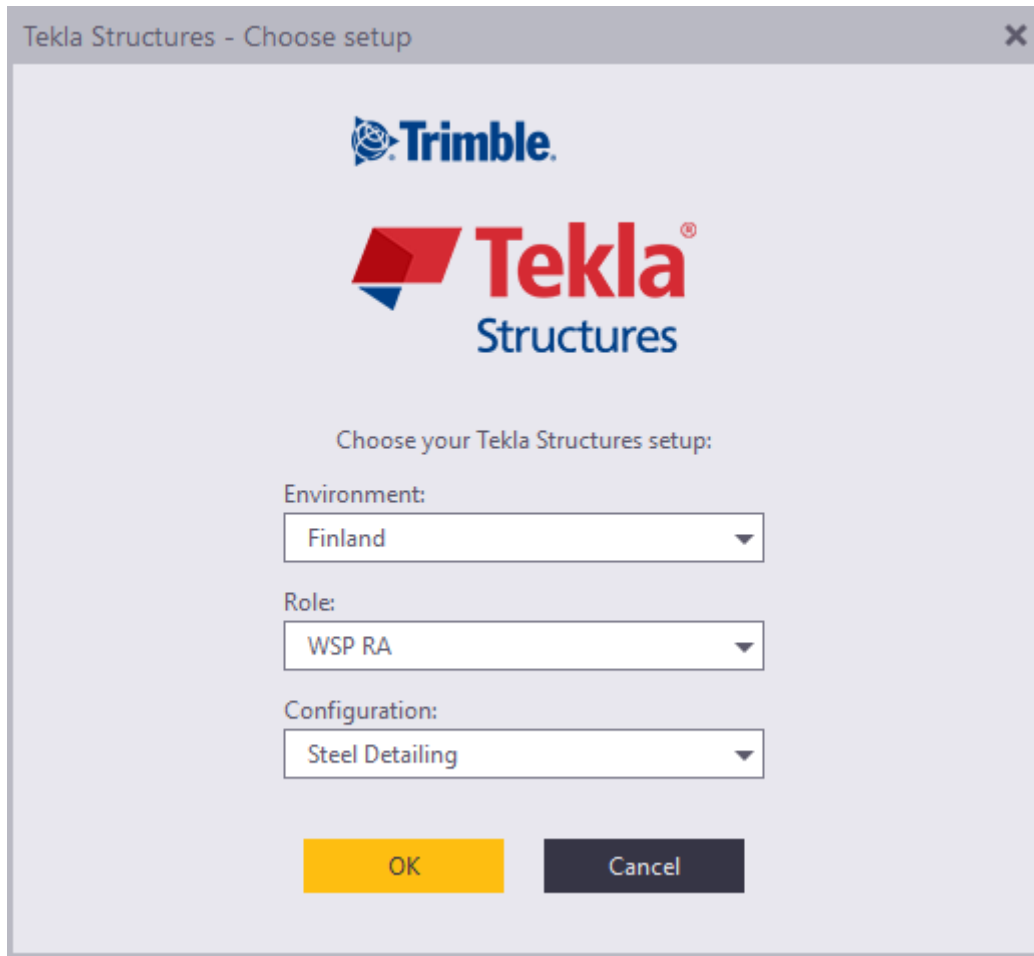 Tekla Structures - Choose setup
Trimble.
Tekla®
Structures
Choose your Tekla Structures setup:
Environment:
Finland
Role:
WSP RA
Configuration:
Steel Detailing
OK Cancel